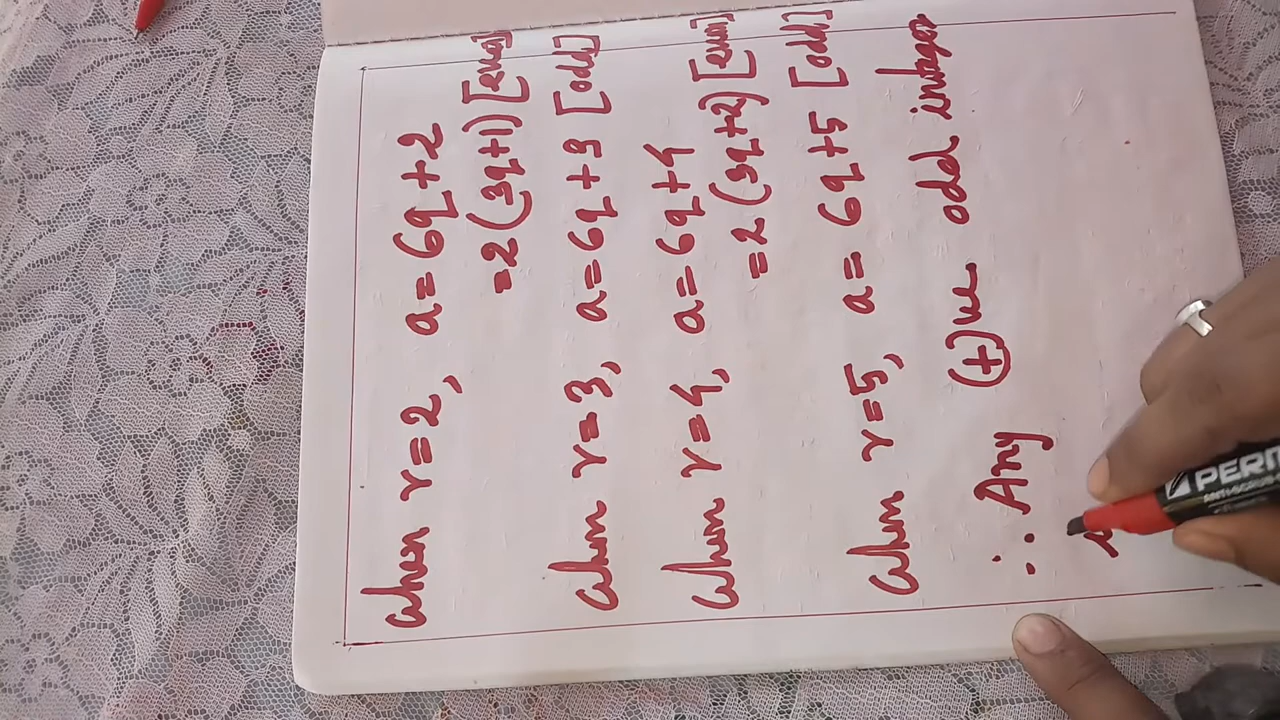 When r=2, a=6q+2
=2(3q+1) [even]
When r=3, a=6q+3 [odd]
When r=4, a=6q+4
=2(3q+2) [even]
When r=5, a=6q+5 [odd]
∴ Any (+)ve odd integer
PERM